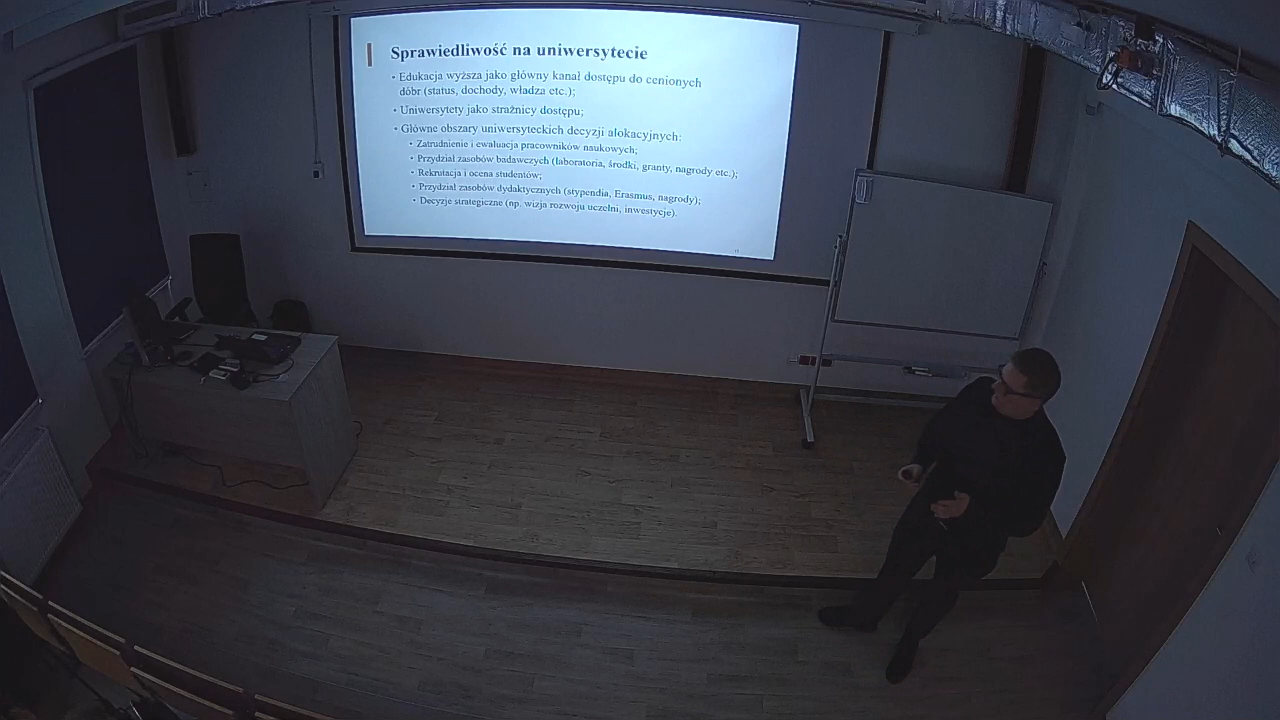 Sprawiedliwość na uniwersytecie
• Edukacja wyższa jako główny kanał dostępu do cenionych
dóbr (status, dochody, władza etc.);
• Uniwersytety jako strażnicy dostępu;
• Główne obszary uniwersyteckich decyzji alokacyjnych:
• Zatrudnienie i ewaluacja pracowników naukowych;
• Przydział zasobów badawczych (laboratoria, środki, granty, nagrody etc.);
• Rekrutacja i ocena studentów;
• Przydział zasobów dydaktycznych (stypendia, Erasmus, nagrody);
• Decyzje strategiczne (np. wizja rozwoju uczelni, inwestycje).